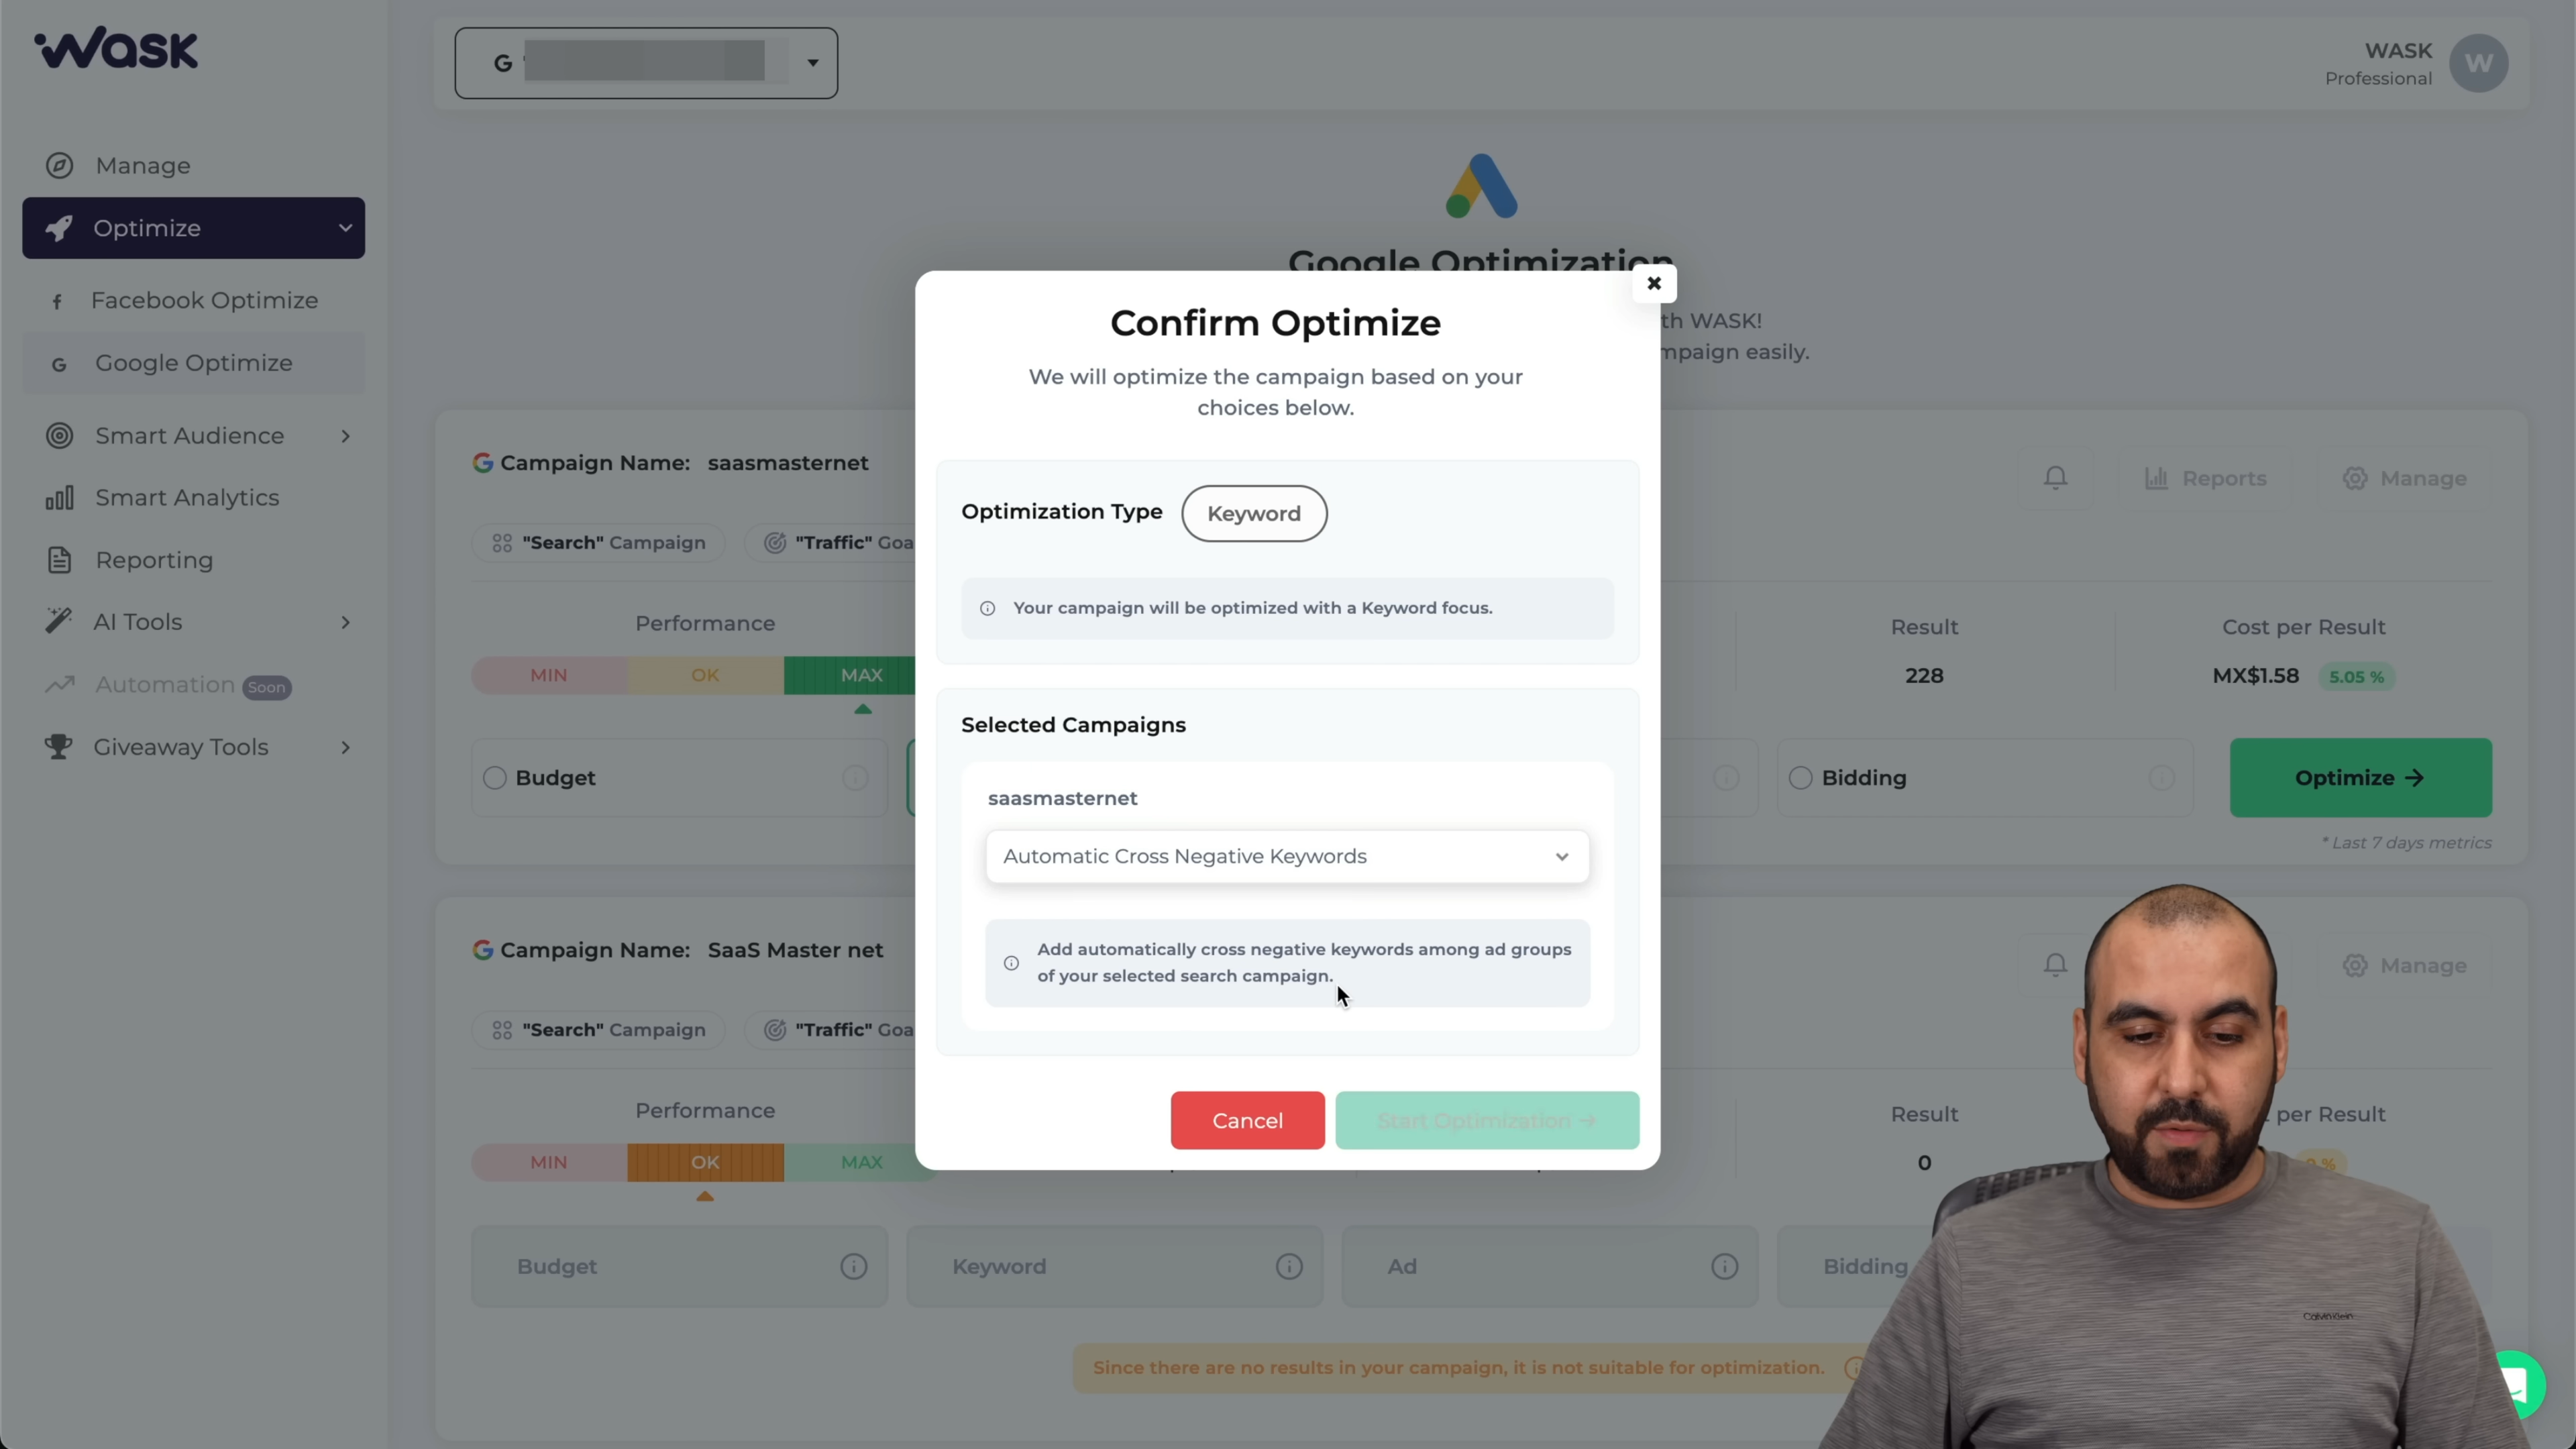 Wask
G
WASK
Professional
W
Manage
Optimize
Facebook Optimize
Google Optimize
Smart Audience
Smart Analytics
Reporting
AI Tools
Automation Soon
Giveaway Tools
Google Optimization
th WASK!
mpaign easily.
Campaign Name: saasmasternet
Reports
Manage
"Search" Campaign
"Traffic" Goa
Performance
Result
Cost per Result
MIN OK MAX
228
MX$1.58 5.05 %
Budget
Bidding
Optimize →
* Last 7 days metrics
Confirm Optimize
We will optimize the campaign based on your
choices below.
Optimization Type Keyword
Your campaign will be optimized with a Keyword focus.
Selected Campaigns
saasmasternet
Automatic Cross Negative Keywords
Add automatically cross negative keywords among ad groups
of your selected search campaign.
Cancel
Start Optimization →
Campaign Name: SaaS Master net
Manage
"Search" Campaign
"Traffic" Goa
Performance
Result
per Result
MIN OK MAX
0
%
Budget
Keyword
Ad
Bidding
Since there are no results in your campaign, it is not suitable for optimization.
Calvin Klein